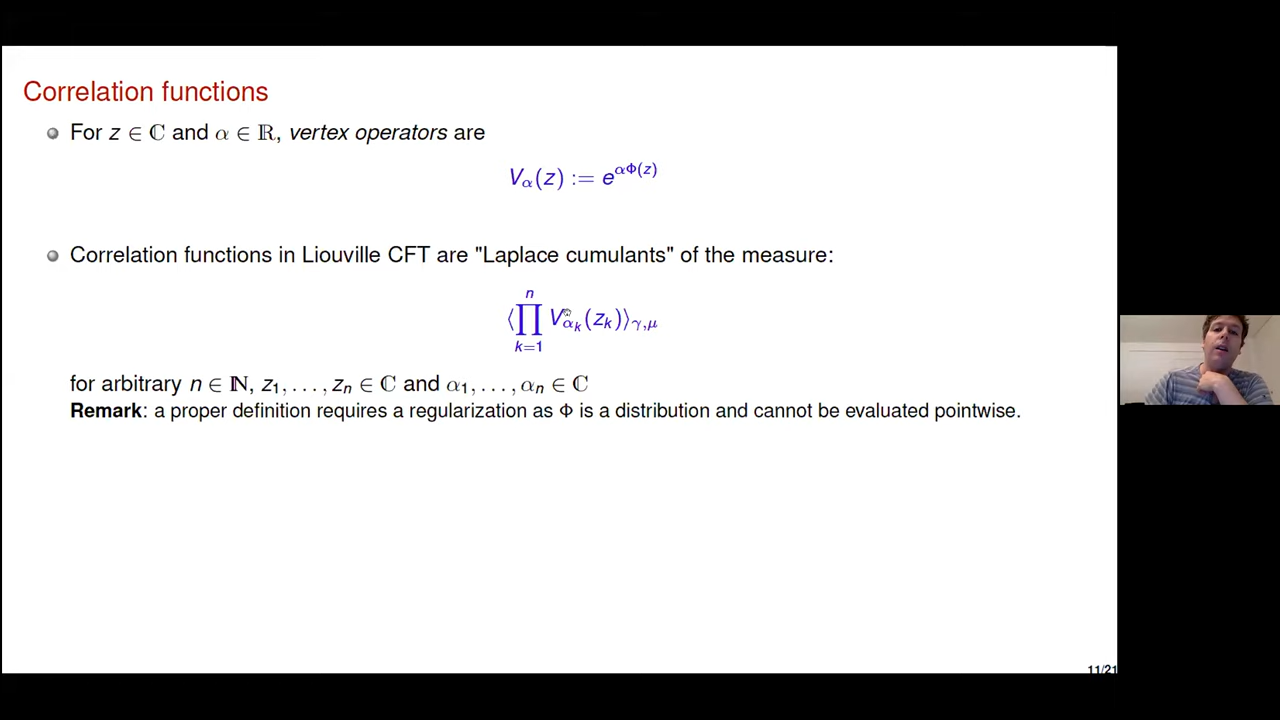 Correlation functions
For z ∈ ℂ and α ∈ ℝ, vertex operators are
V_α(z) := e^{αΦ(z)}
Correlation functions in Liouville CFT are "Laplace cumulants" of the measure:
⟨∏_{k=1}^{n} V_{α_k}(z_k)⟩_{γ,μ}
for arbitrary n ∈ ℕ, z_1, . . . , z_n ∈ ℂ and α_1, . . . , α_n ∈ ℂ
Remark: a proper definition requires a regularization as Φ is a distribution and cannot be evaluated pointwise.
11/21